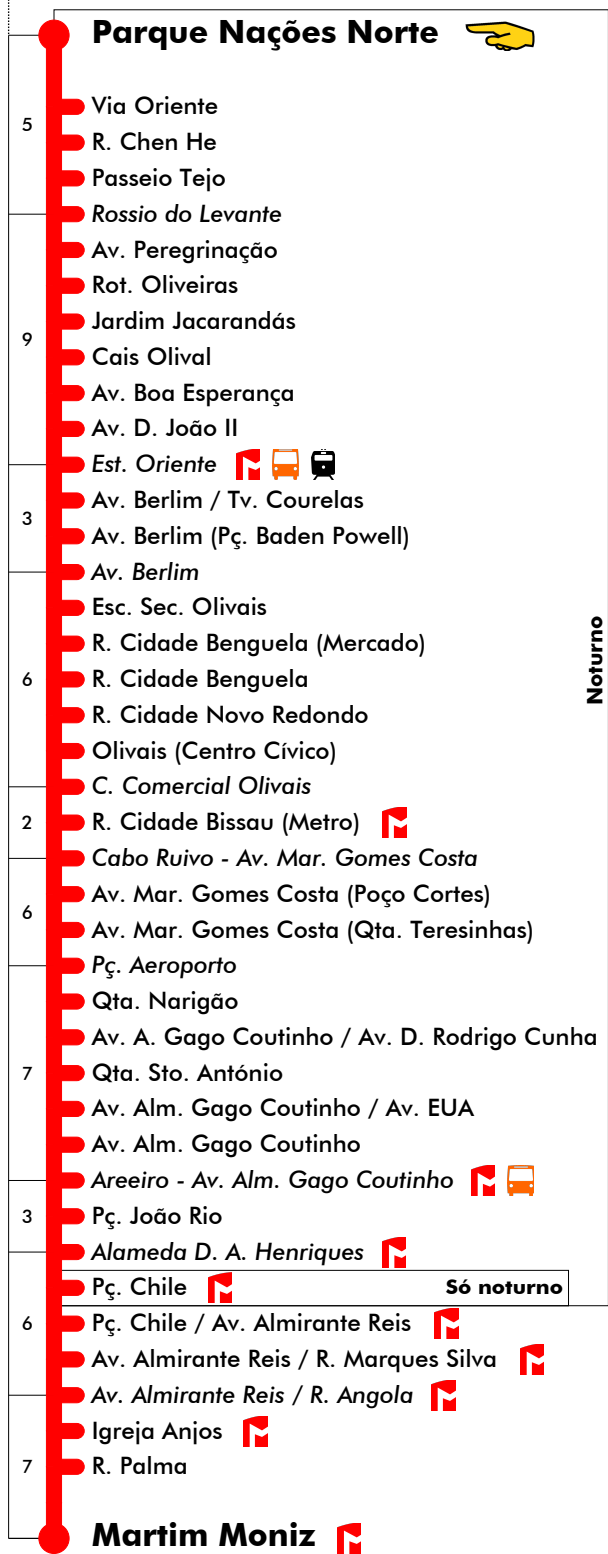 Parque Nações Norte
5
Via Oriente
R. Chen He
Passeio Tejo
Rossio do Levante
Av. Peregrinação
Rot. Oliveiras
9
Jardim Jacarandás
Cais Olival
Av. Boa Esperança
Av. D. João II
Est. Oriente
Av. Berlim / Tv. Courelas
3
Av. Berlim (Pç. Baden Powell)
Av. Berlim
Esc. Sec. Olivais
R. Cidade Benguela (Mercado)
Noturno
6
R. Cidade Benguela
R. Cidade Novo Redondo
Olivais (Centro Cívico)
C. Comercial Olivais
2
R. Cidade Bissau (Metro)
Cabo Ruivo - Av. Mar. Gomes Costa
Av. Mar. Gomes Costa (Poço Cortes)
6
Av. Mar. Gomes Costa (Qta. Teresinhas)
Pç. Aeroporto
Qta. Narigão
Av. A. Gago Coutinho / Av. D. Rodrigo Cunha
7
Qta. Sto. António
Av. Alm. Gago Coutinho / Av. EUA
Av. Alm. Gago Coutinho
Areeiro - Av. Alm. Gago Coutinho
3
Pç. João Rio
Alameda D. A. Henriques
Pç. Chile Só noturno
6
Pç. Chile / Av. Almirante Reis
Av. Almirante Reis / R. Marques Silva
Av. Almirante Reis / R. Angola
Igreja Anjos
7
R. Palma
Martim Moniz